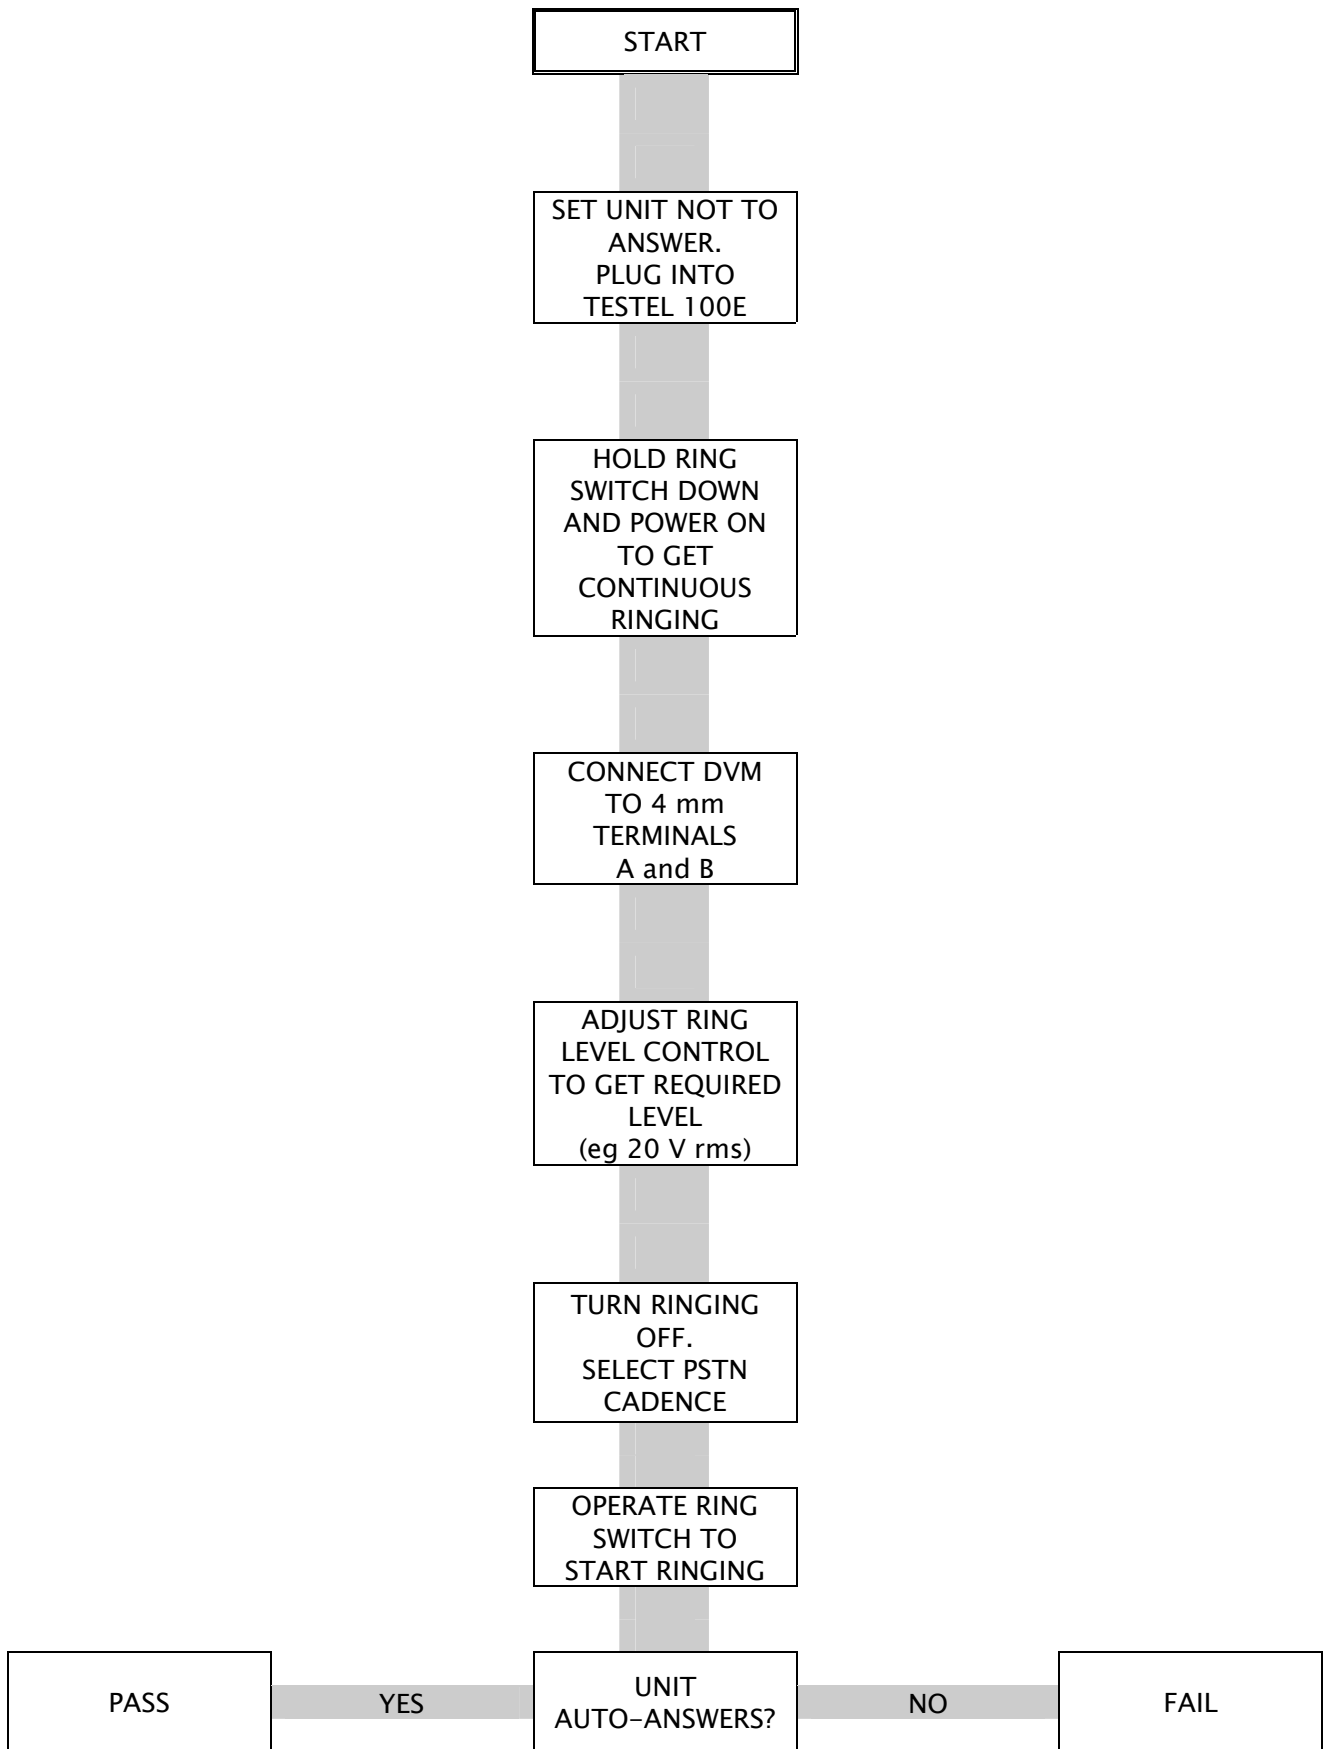 START
SET UNIT NOT TO
ANSWER.
PLUG INTO
TESTEL 100E
HOLD RING
SWITCH DOWN
AND POWER ON
TO GET
CONTINUOUS
RINGING
CONNECT DVM
TO 4 mm
TERMINALS
A and B
ADJUST RING
LEVEL CONTROL
TO GET REQUIRED
LEVEL
(eg 20 V rms)
TURN RINGING
OFF.
SELECT PSTN
CADENCE
OPERATE RING
SWITCH TO
START RINGING
UNIT
AUTO-ANSWERS?
YES
PASS
NO
FAIL